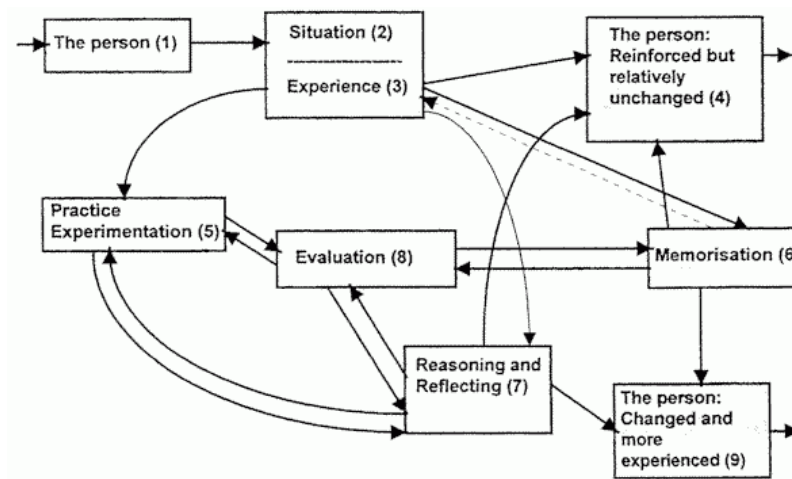 The person (1)
Situation (2)
Experience (3)
The person:
Reinforced but
relatively
unchanged (4)
Practice
Experimentation (5)
Evaluation (8)
Memorisation (6
Reasoning and
Reflecting (7)
The person:
Changed and
more
experienced (9)